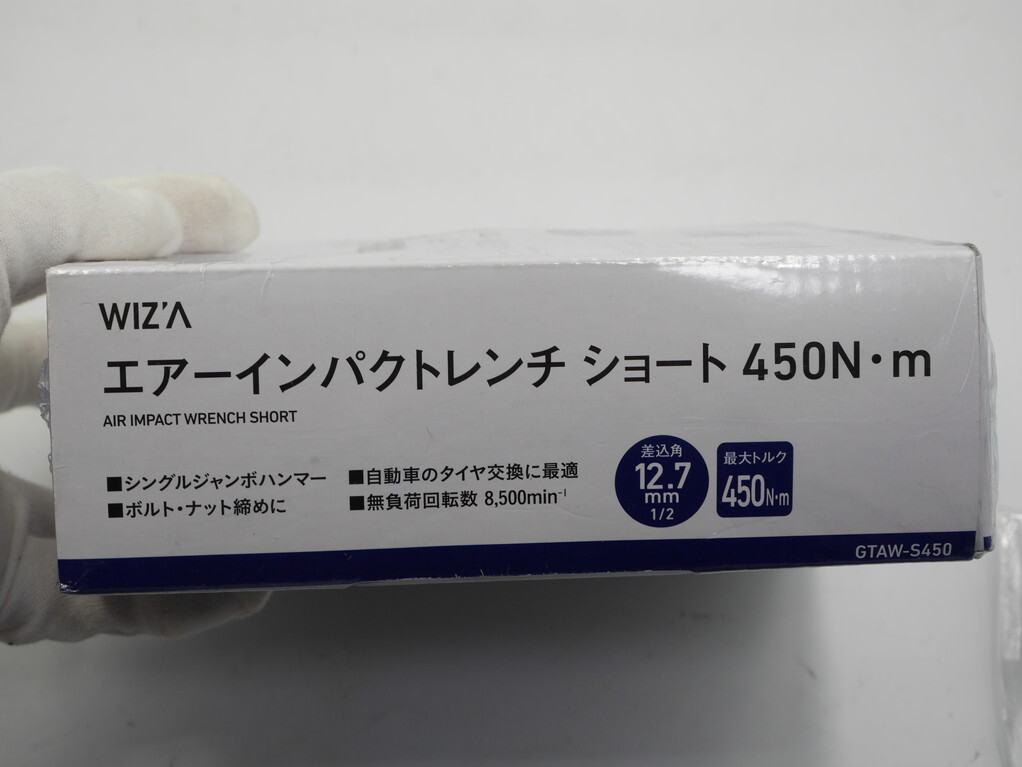 WIZ'A
エアーインパクトレンチ ショート 450N・m
AIR IMPACT WRENCH SHORT
■シングルジャンボハンマー
■ボルト・ナット締めに
■自動車のタイヤ交換に最適
■無負荷回転数 8,500min⁻¹
差込角
12.7
mm
1/2
最大トルク
450N・m
GTAW-S450